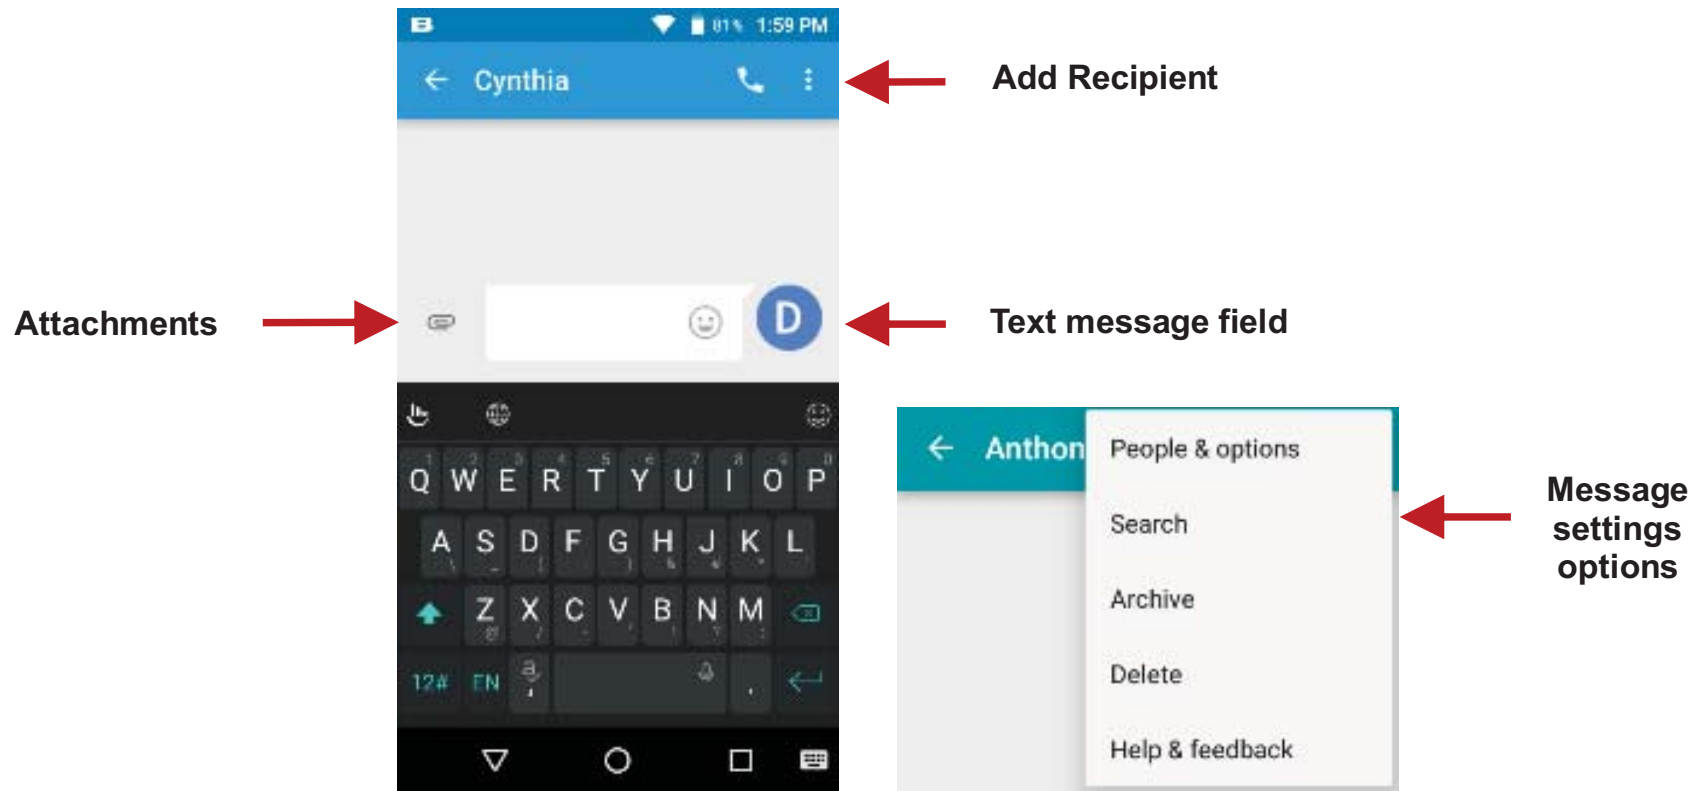 81% 1:59 PM
Cynthia
Add Recipient
Attachments
D
Text message field
Q W E R T Y U I O P
A S D F G H J K L
Z X C V B N M
12# EN ,
Anthon
People & options
Search
Archive
Delete
Help & feedback
Message
settings
options